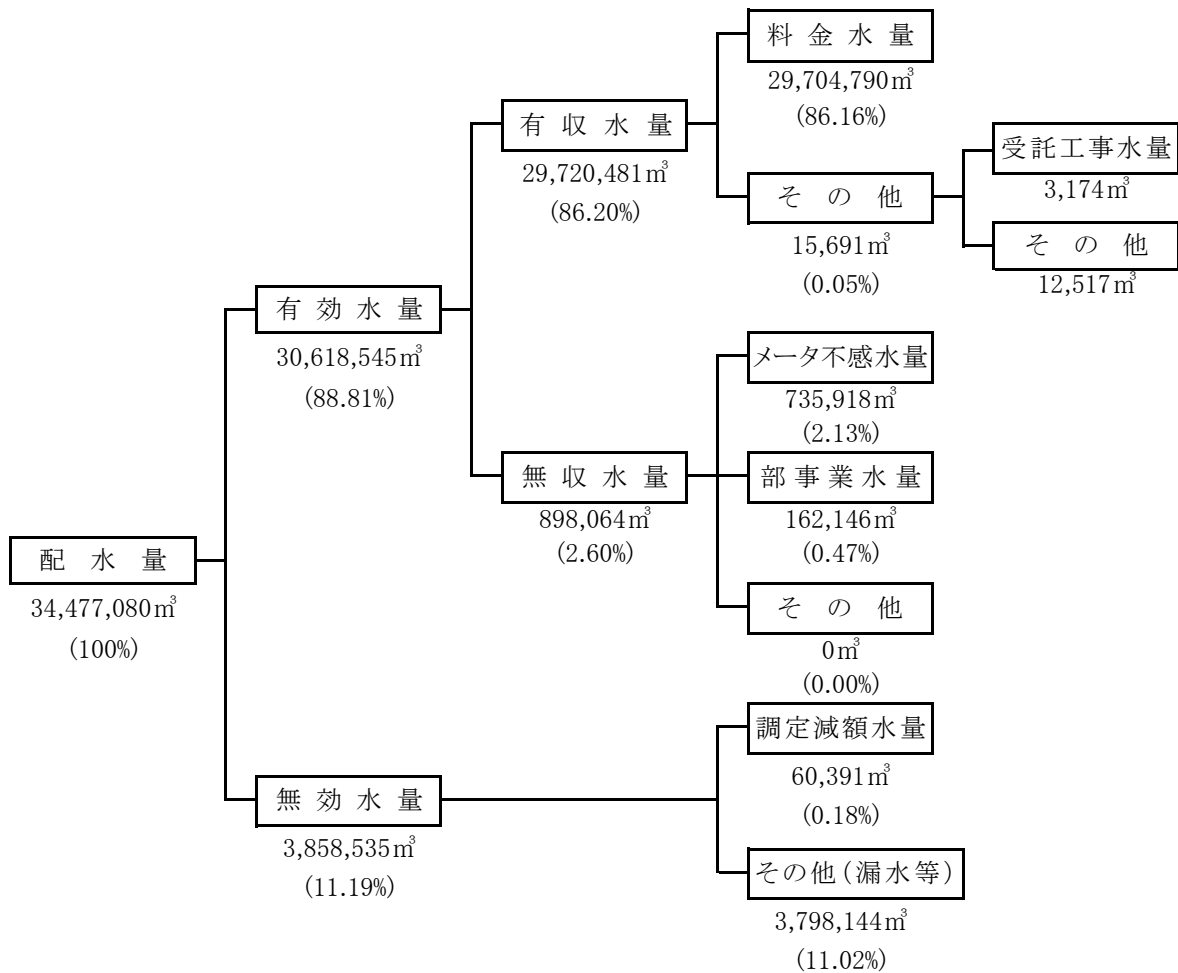 配水量
34,477,080㎥
(100%)
有効水量
30,618,545㎥
(88.81%)
有収水量
29,720,481㎥
(86.20%)
料金水量
29,704,790㎥
(86.16%)
その他
15,691㎥
(0.05%)
受託工事水量
3,174㎥
その他
12,517㎥
無収水量
898,064㎥
(2.60%)
メータ不感水量
735,918㎥
(2.13%)
部事業水量
162,146㎥
(0.47%)
その他
0㎥
(0.00%)
無効水量
3,858,535㎥
(11.19%)
調定減額水量
60,391㎥
(0.18%)
その他(漏水等)
3,798,144㎥
(11.02%)